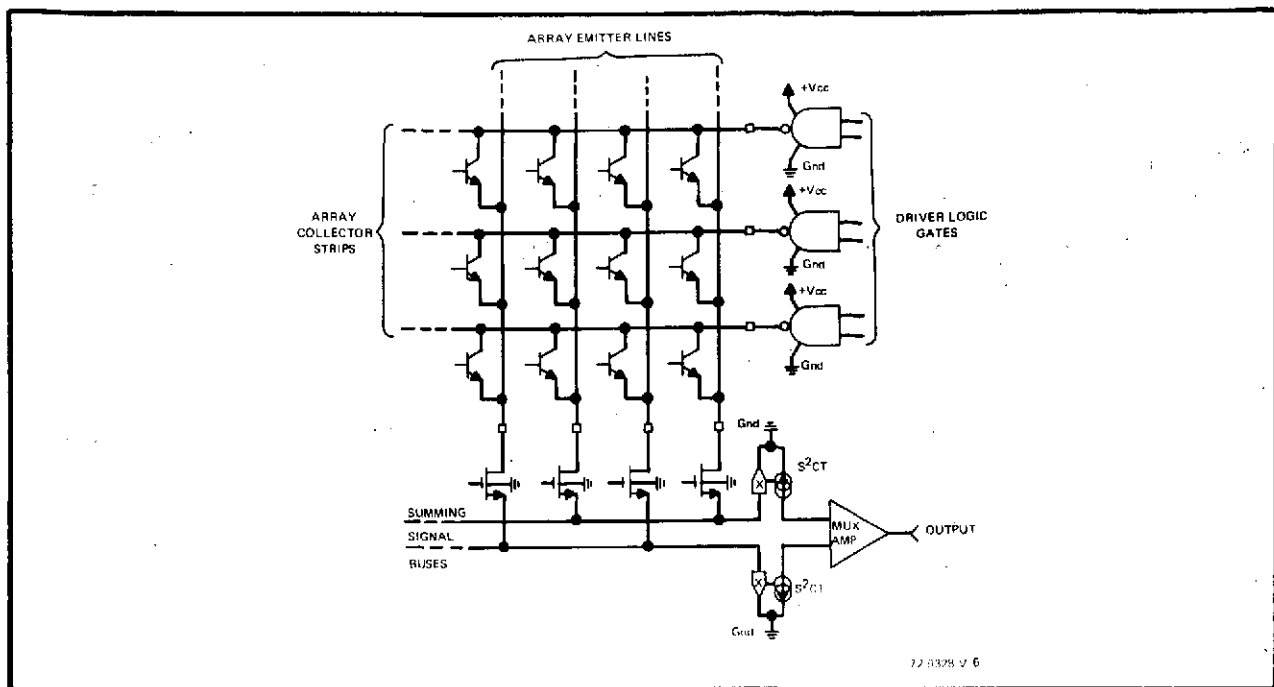 ARRAY EMITTER LINES
+Vcc
Gnd
+Vcc
ARRAY
COLLECTOR
STRIPS
DRIVER LOGIC
GATES
Gnd
+Vcc
Gnd
Gnd
S²CT
X
SUMMING
SIGNAL
BUSES
MUX
AMP
OUTPUT
X
S²CT
Gnd